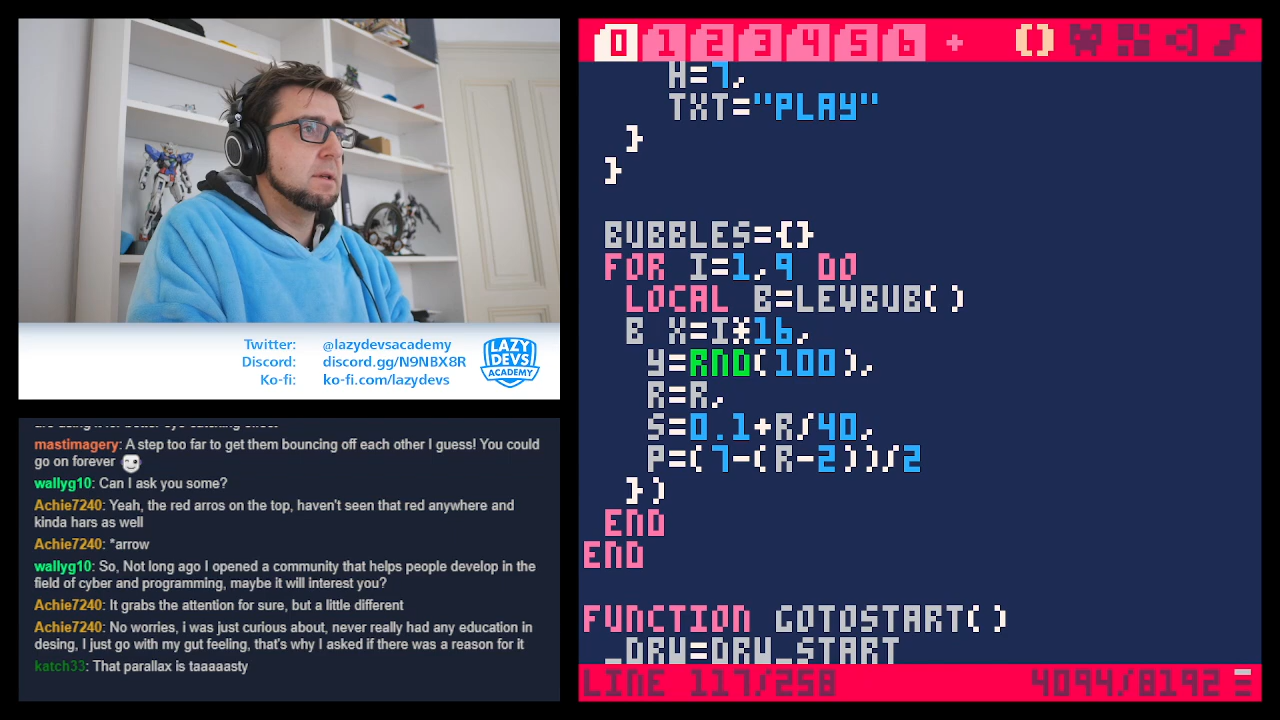 Twitter: @lazydevsacademy
Discord: discord.gg/N9NBX8R
Ko-fi: ko-fi.com/lazydevs
LAZY
DEVS
ACADEMY
mastimagery: A step too far to get them bouncing off each other I guess! You could
go on forever
wallyg10: Can I ask you some?
Achie7240: Yeah, the red arros on the top, haven't seen that red anywhere and
kinda hars as well
Achie7240: *arrow
wallyg10: So, Not long ago I opened a community that helps people develop in the
field of cyber and programming, maybe it will interest you?
Achie7240: It grabs the attention for sure, but a little different
Achie7240: No worries, i was just curious about, never really had any education in
desing, I just go with my gut feeling, that's why I asked if there was a reason for it
katch33: That parallax is taaaaasty
0 1 2 3 4 5 6 +
H=7,
TXT="PLAY"
}
}
BUBBLES={}
FOR I=1,9 DO
LOCAL B=LEVBUB()
B X=I*16,
Y=RND(100),
R=R,
S=0.1+R/40,
P=(7-(R-2))/2
})
END
END
FUNCTION GOTOSTART()
_DRW=DRW_START
LINE 117/258
4094/8192